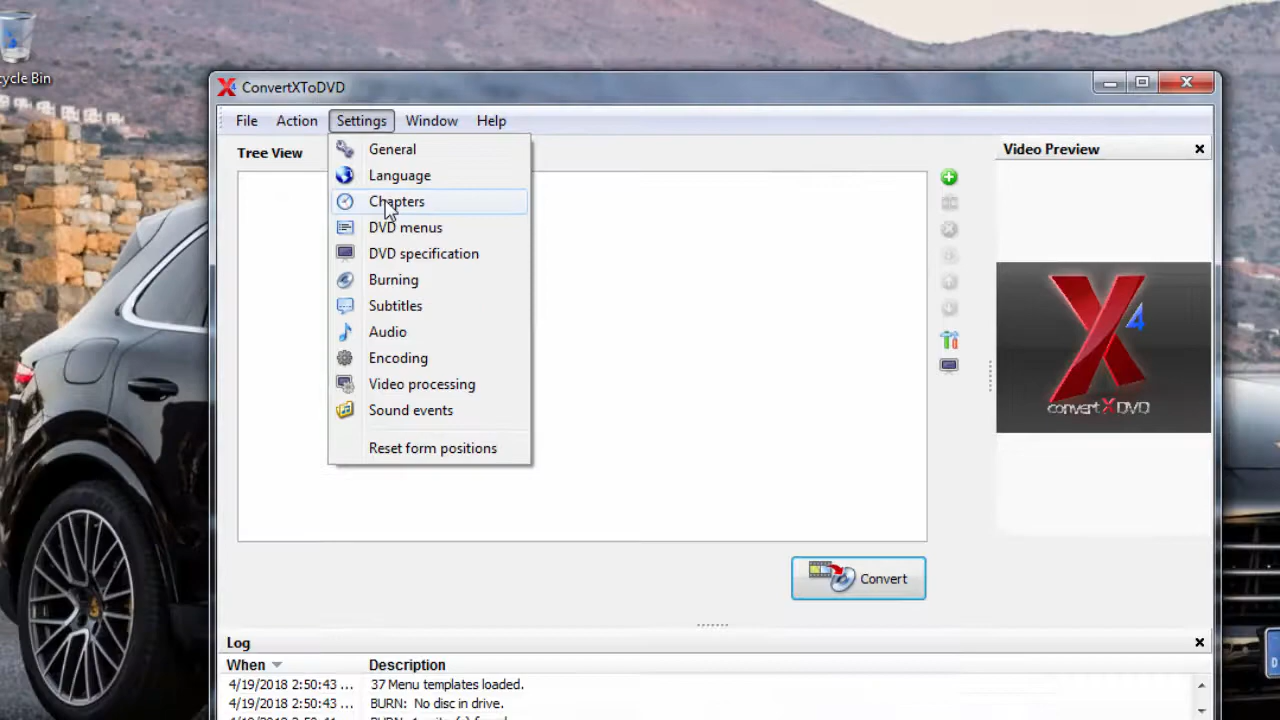 cycle Bin
ConvertXToDVD
File Action Settings Window Help
Tree View
General
Language
Chapters
DVD menus
DVD specification
Burning
Subtitles
Audio
Encoding
Video processing
Sound events
Reset form positions
Video Preview
X4
convertXDVD
Convert
Log
When Description
4/19/2018 2:50:43 ... 37 Menu templates loaded.
4/19/2018 2:50:43 ... BURN: No disc in drive.
D